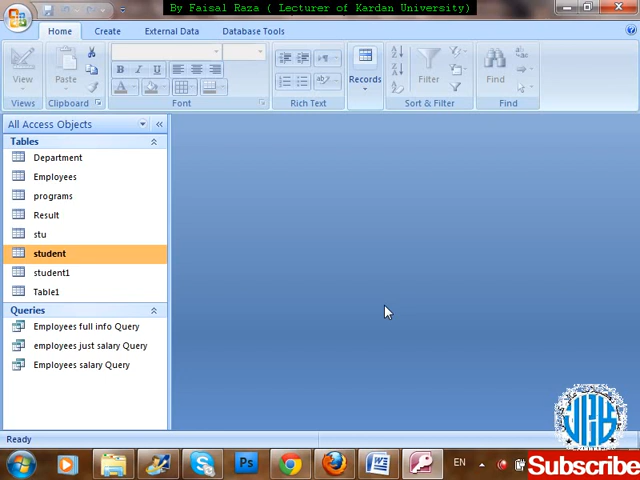 By Faisal Raza ( Lecturer of Kardan University)
Home Create External Data Database Tools
View Paste B I U A Records Filter Find
Views Clipboard Font Rich Text Sort & Filter Find
All Access Objects
Tables
Department
Employees
programs
Result
stu
student
student1
Table1
Queries
Employees full info Query
employees just salary Query
Employees salary Query
Ready
Ps W EN Subscribe